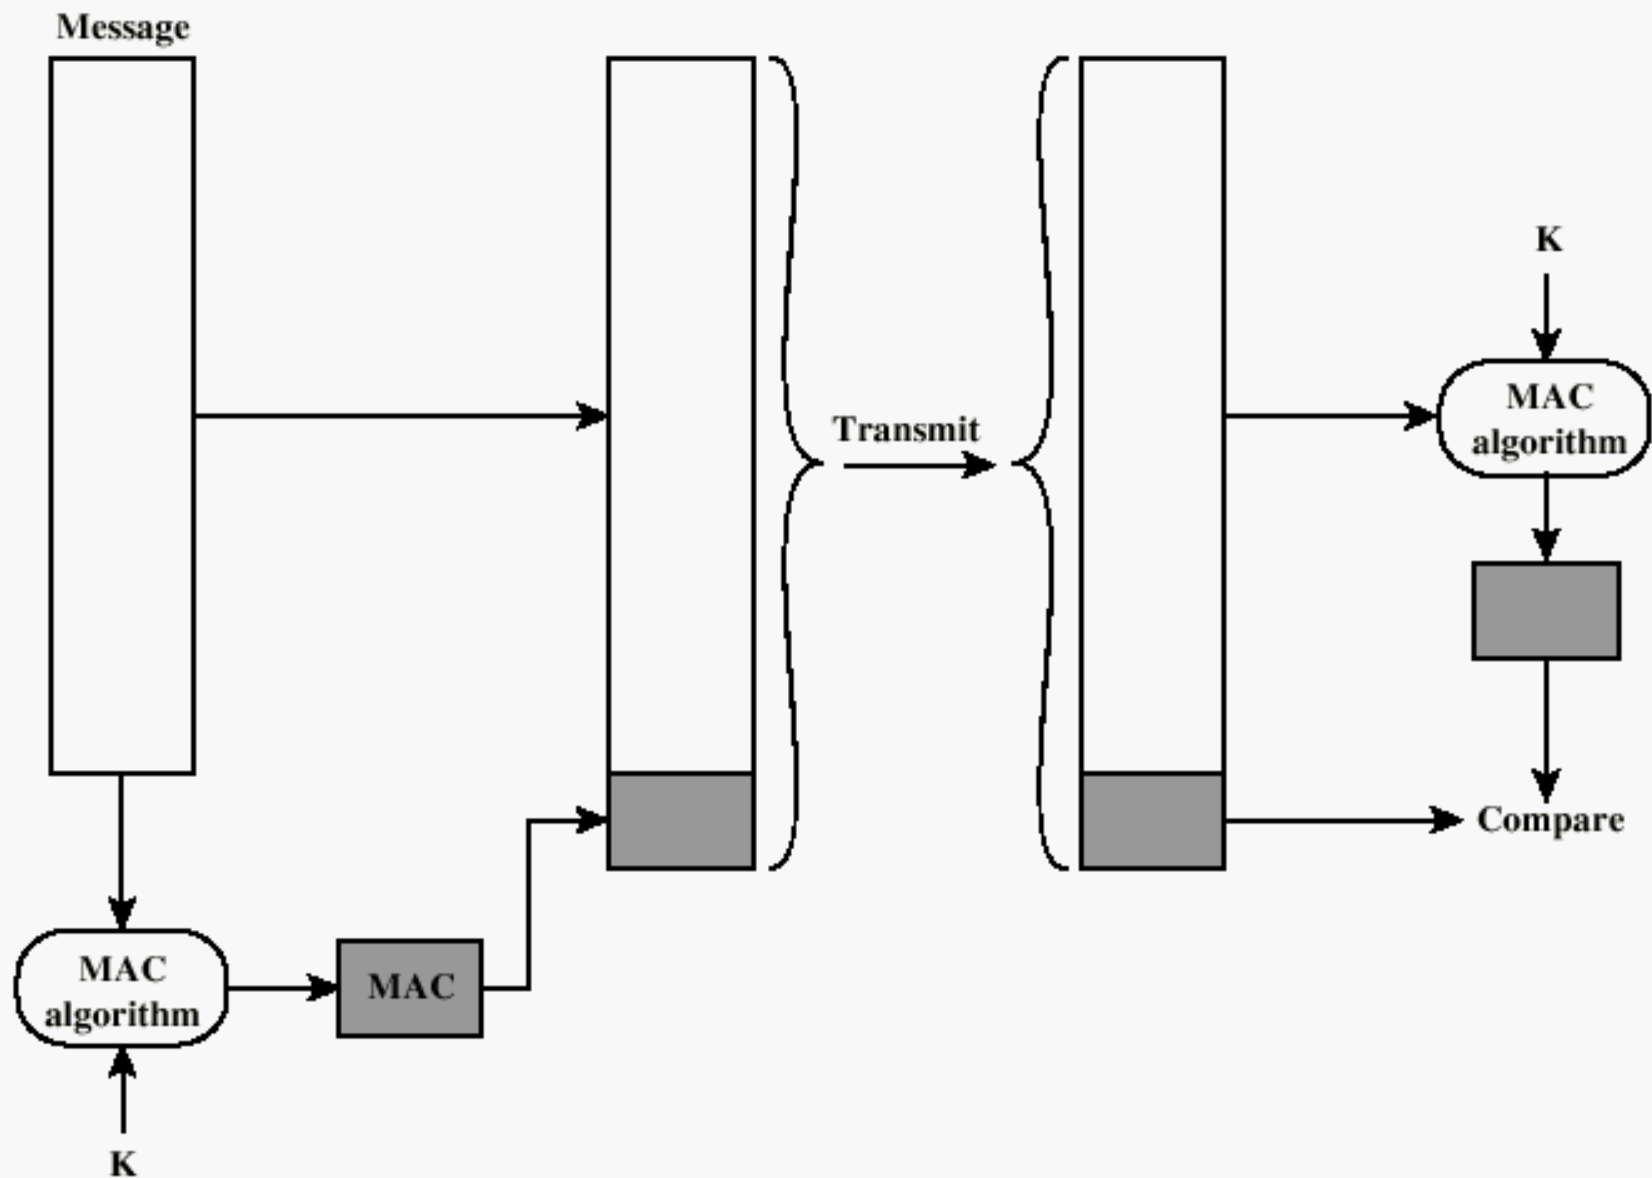 Message
K
MAC
algorithm
Transmit
Compare
MAC
algorithm
MAC
K